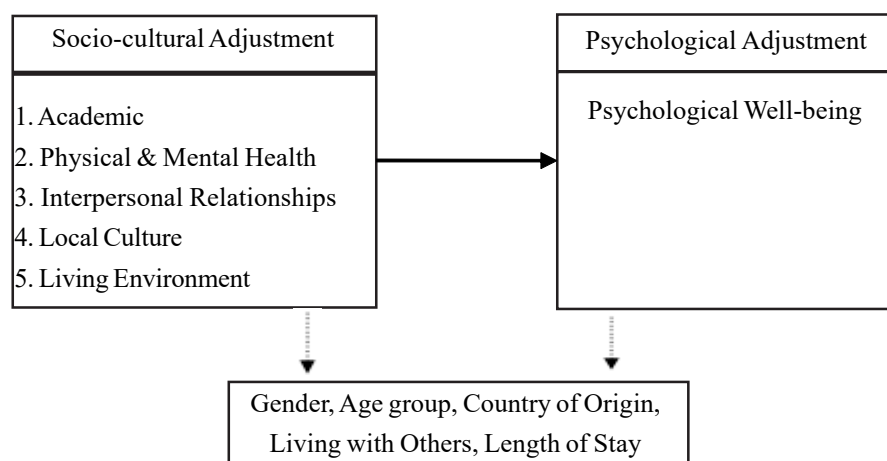 Socio-cultural Adjustment
1. Academic
2. Physical & Mental Health
3. Interpersonal Relationships
4. Local Culture
5. Living Environment
Psychological Adjustment
Psychological Well-being
Gender, Age group, Country of Origin,
Living with Others, Length of Stay